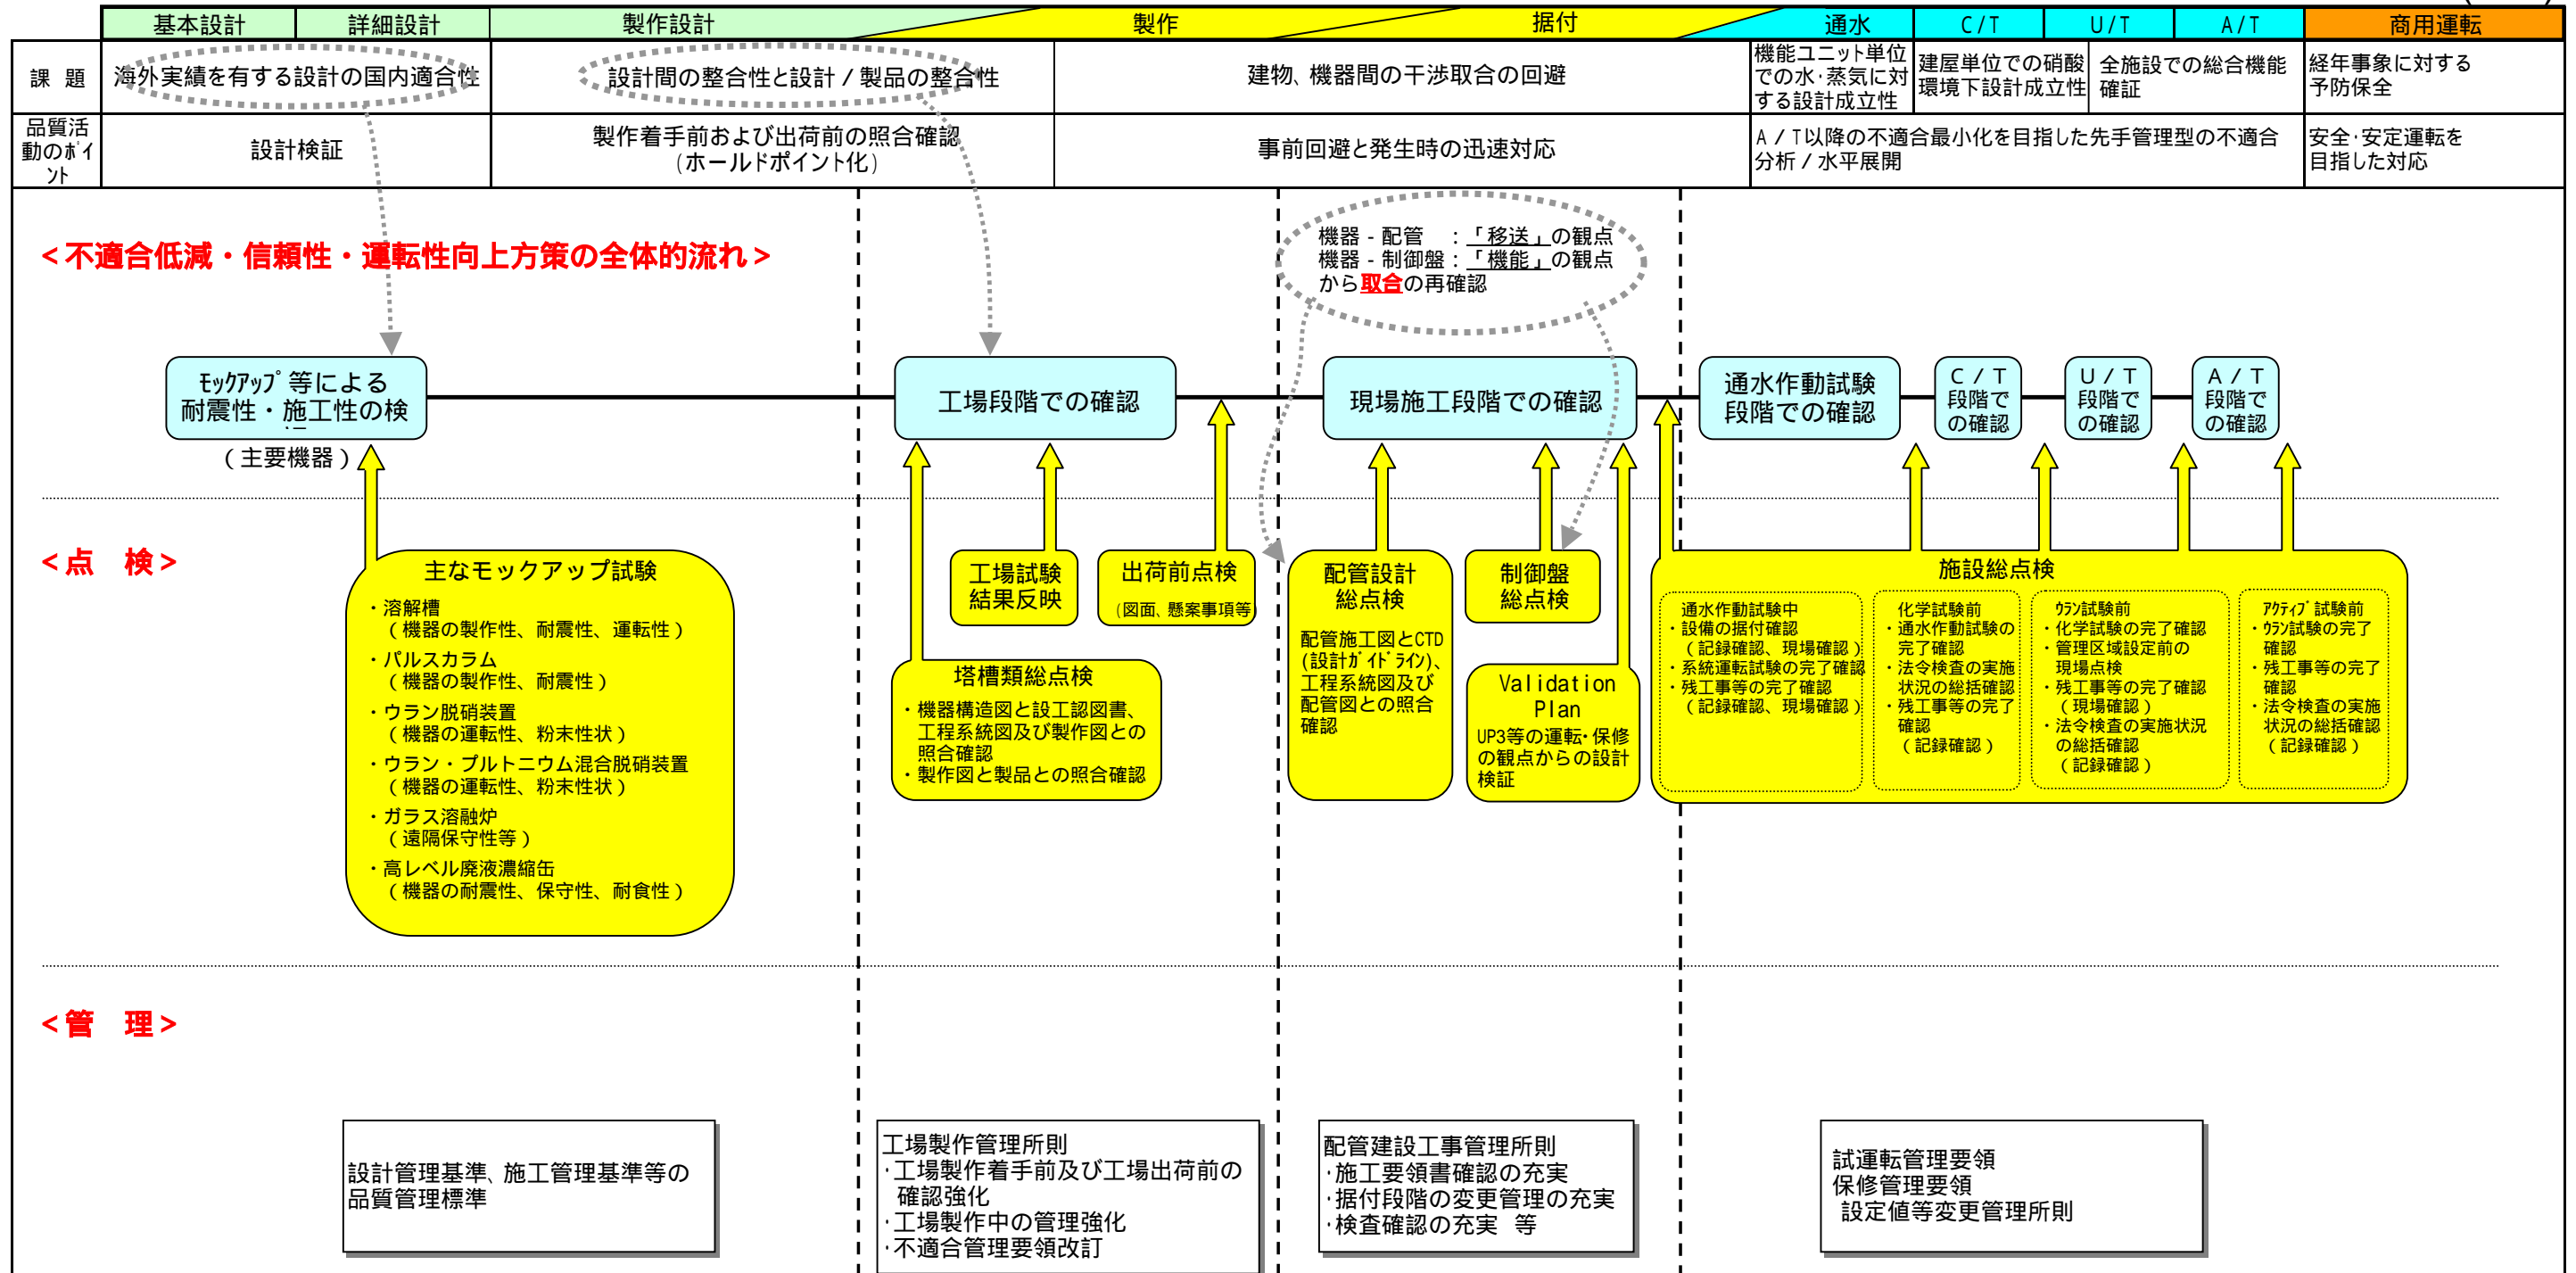 基本設計 詳細設計 製作設計 製作 据付 通水 C/T U/T A/T 商用運転
課 題
海外実績を有する設計の国内適合性
設計間の整合性と設計/製品の整合性
建物、機器間の干渉取合の回避
機能ユニット単位
での水・蒸気に対
する設計成立性
建屋単位での硝酸
環境下設計成立性
全施設での総合機能
確証
経年事象に対する
予防保全
品質活
動のポイ
ント
設計検証
製作着手前および出荷前の照合確認
(ホールドポイント化)
事前回避と発生時の迅速対応
A/T以降の不適合最小化を目指した先手管理型の不適合
分析/水平展開
安全・安定運転を
目指した対応
<不適合低減・信頼性・運転性向上方策の全体的流れ>
機器-配管 :「移送」の観点
機器-制御盤:「機能」の観点
から取合の再確認
モックアップ等による
耐震性・施工性の検
(主要機器)
工場段階での確認
現場施工段階での確認
通水作動試験
段階での確認
C/T
段階で
の確認
U/T
段階で
の確認
A/T
段階で
の確認
<点 検>
主なモックアップ試験
・溶解槽
(機器の製作性、耐震性、運転性)
・パルスカラム
(機器の製作性、耐震性)
・ウラン脱硝装置
(機器の運転性、粉末性状)
・ウラン・プルトニウム混合脱硝装置
(機器の運転性、粉末性状)
・ガラス溶融炉
(遠隔保守性等)
・高レベル廃液濃縮缶
(機器の耐震性、保守性、耐食性)
工場試験
結果反映
出荷前点検
(図面、懸案事項等)
塔槽類総点検
・機器構造図と設工認図書、
工程系統図及び製作図との
照合確認
・製作図と製品との照合確認
配管設計
総点検
配管施工図とCTD
(設計ガイドライン)、
工程系統図及び
配管図との照合
確認
制御盤
総点検
Validation
Plan
UP3等の運転・保修
の観点からの設計
検証
施設総点検
通水作動試験中
・設備の据付確認
(記録確認、現場確認)
・系統運転試験の完了確認
・残工事等の完了確認
(記録確認、現場確認)
化学試験前
・通水作動試験の
完了確認
・法令検査の実施
状況の総括確認
・残工事等の完了
確認
(記録確認)
ウラン試験前
・化学試験の完了確認
・管理区域設定前の
現場点検
・残工事等の完了確認
(現場確認)
・法令検査の実施状況
の総括確認
(記録確認)
アクティブ試験前
・ウラン試験の完了
確認
・残工事等の完了
確認
・法令検査の実施
状況の総括確認
(記録確認)
<管 理>
設計管理基準、施工管理基準等の
品質管理標準
工場製作管理所則
・工場製作着手前及び工場出荷前の
確認強化
・工場製作中の管理強化
・不適合管理要領改訂
配管建設工事管理所則
・施工要領書確認の充実
・据付段階の変更管理の充実
・検査確認の充実 等
試運転管理要領
保修管理要領
設定値等変更管理所則